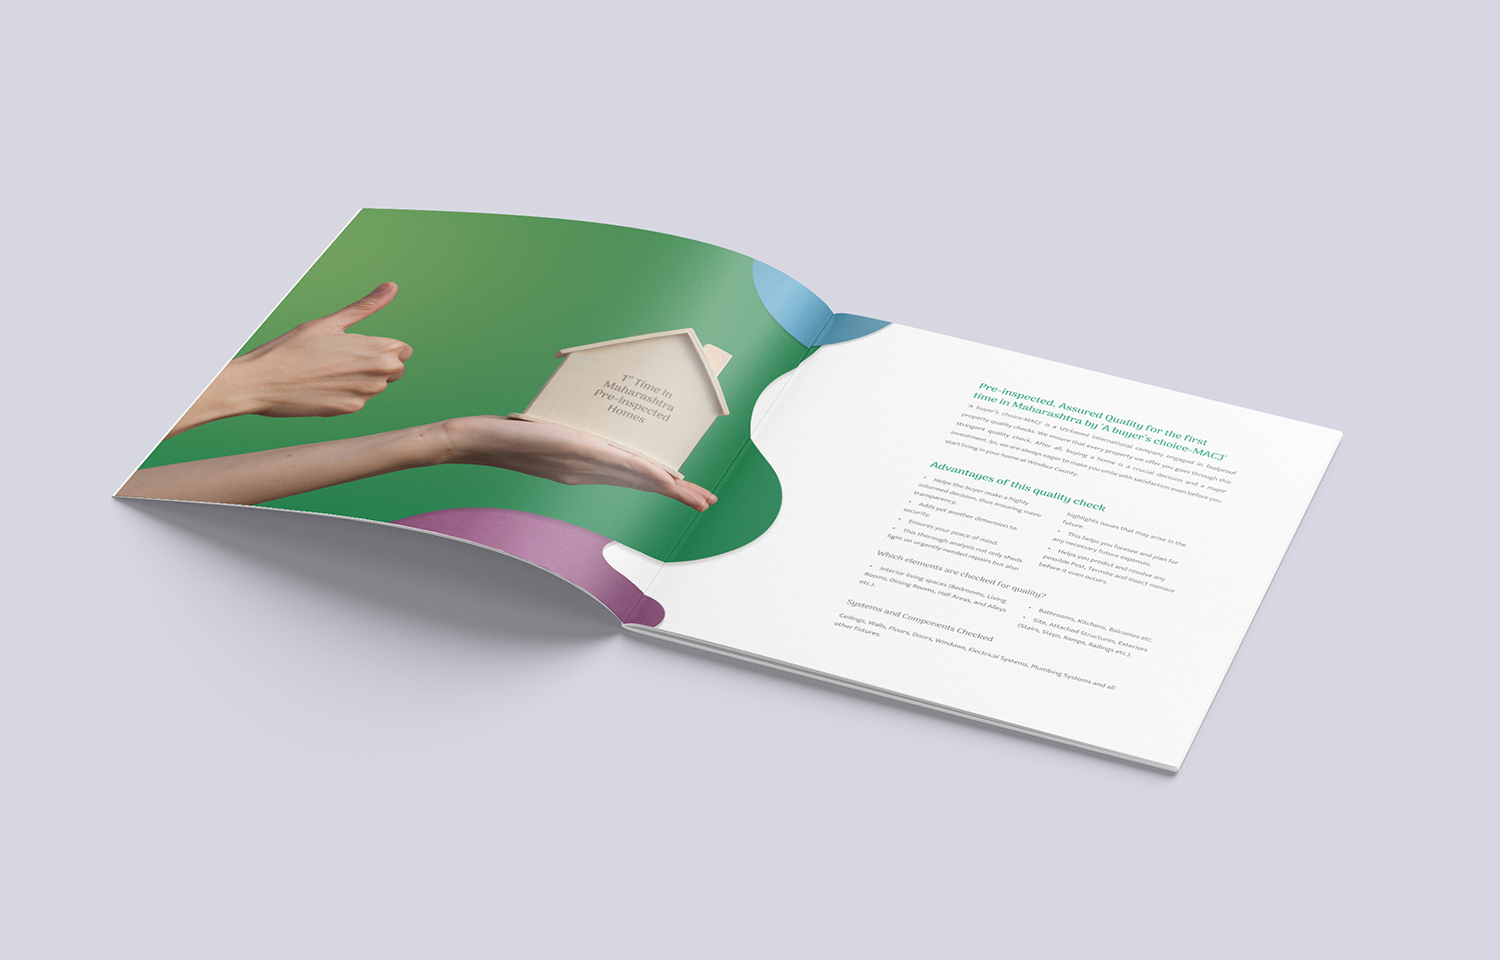 1st Time In
Maharashtra
Pre-inspected
Homes
Pre-inspected, Assured Quality for the first
time in Maharashtra by 'A buyer's choice-MACJ'
'A buyer's choice-MACJ' is a US-based international company engaged in foolproof
property quality checks. We ensure that every property we offer you goes through this
stringent quality check. After all, buying a home is a crucial decision and a major
investment. So, we are always eager to make you smile with satisfaction even before you
start living in your home at Windsor County.
Advantages of this quality check
• Helps the buyer make a highly
informed decision, thus ensuring more
transparency.
• Adds yet another dimension to
security.
• Ensures your peace of mind.
• This thorough analysis not only sheds
light on urgently-needed repairs but also
highlights issues that may arise in the
future.
• This helps you foresee and plan for
any necessary future expenses.
• Helps you predict and resolve any
possible Pest, Termite and Insect menace
before it even occurs.
Which elements are checked for quality?
• Interior living spaces (Bedrooms, Living
Rooms, Dining Rooms, Hall Areas, and Alleys
etc.).
• Bathrooms, Kitchens, Balconies etc.
• Site, Attached Structures, Exteriors
(Stairs, Steps, Ramps, Railings etc.).
Systems and Components Checked
Ceilings, Walls, Floors, Doors, Windows, Electrical Systems, Plumbing Systems and all
other fixtures.